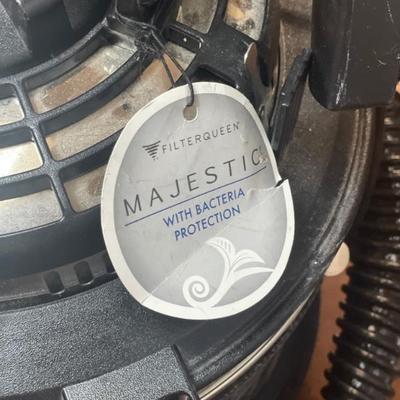 FILTERQUEEN
MAJESTIC
WITH BACTERIA
PROTECTION